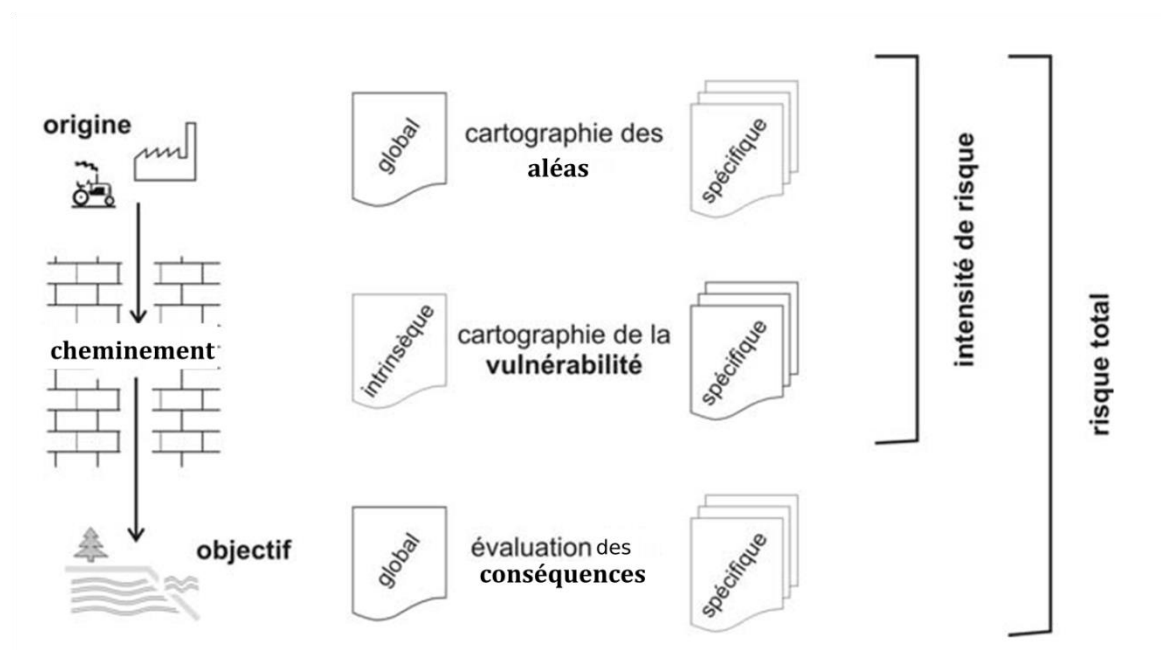 origine
global
cartographie des
aléas
spécifique
cheminement
intrinsèque
cartographie de la
vulnérabilité
spécifique
objectif
global
évaluation des
conséquences
spécifique
intensité de risque
risque total